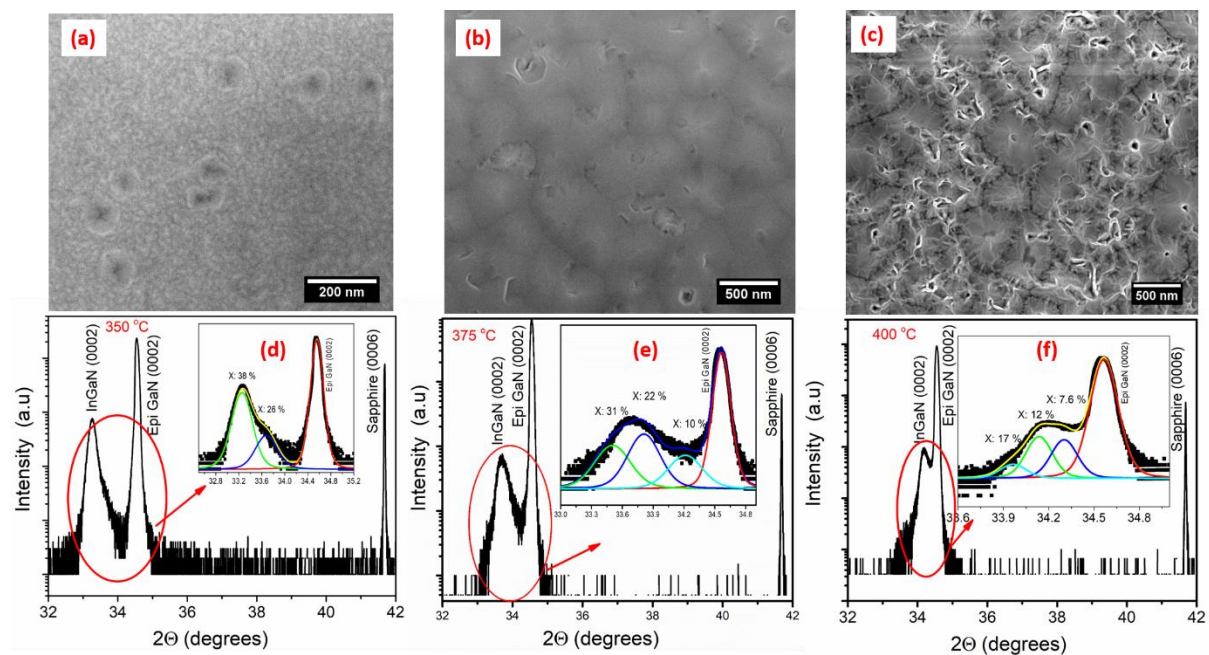 (a)
(b)
(c)
200 nm
500 nm
500 nm
350 °C
(d)
InGaN (0002)
Epi GaN (0002)
Sapphire (0006)
X: 38 %
X: 26 %
Epi GaN (0002)
32.8 33.2 33.6 34.0 34.4 34.8 35.2
Intensity (a.u)
32 34 36 38 40 42
2Θ (degrees)
375 °C
(e)
InGaN (0002)
Epi GaN (0002)
Sapphire (0006)
X: 31 %
X: 22 %
X: 10 %
Epi GaN (0002)
33.0 33.3 33.6 33.9 34.2 34.5 34.8
Intensity (a.u)
32 34 36 38 40 42
2Θ (degrees)
400 °C
(f)
InGaN (0002)
Epi GaN (0002)
Sapphire (0006)
X: 17 %
X: 12 %
X: 7.6 %
Epi GaN (0002)
33.6 33.9 34.2 34.5 34.8
Intensity (a.u)
32 34 36 38 40 42
2Θ (degrees)